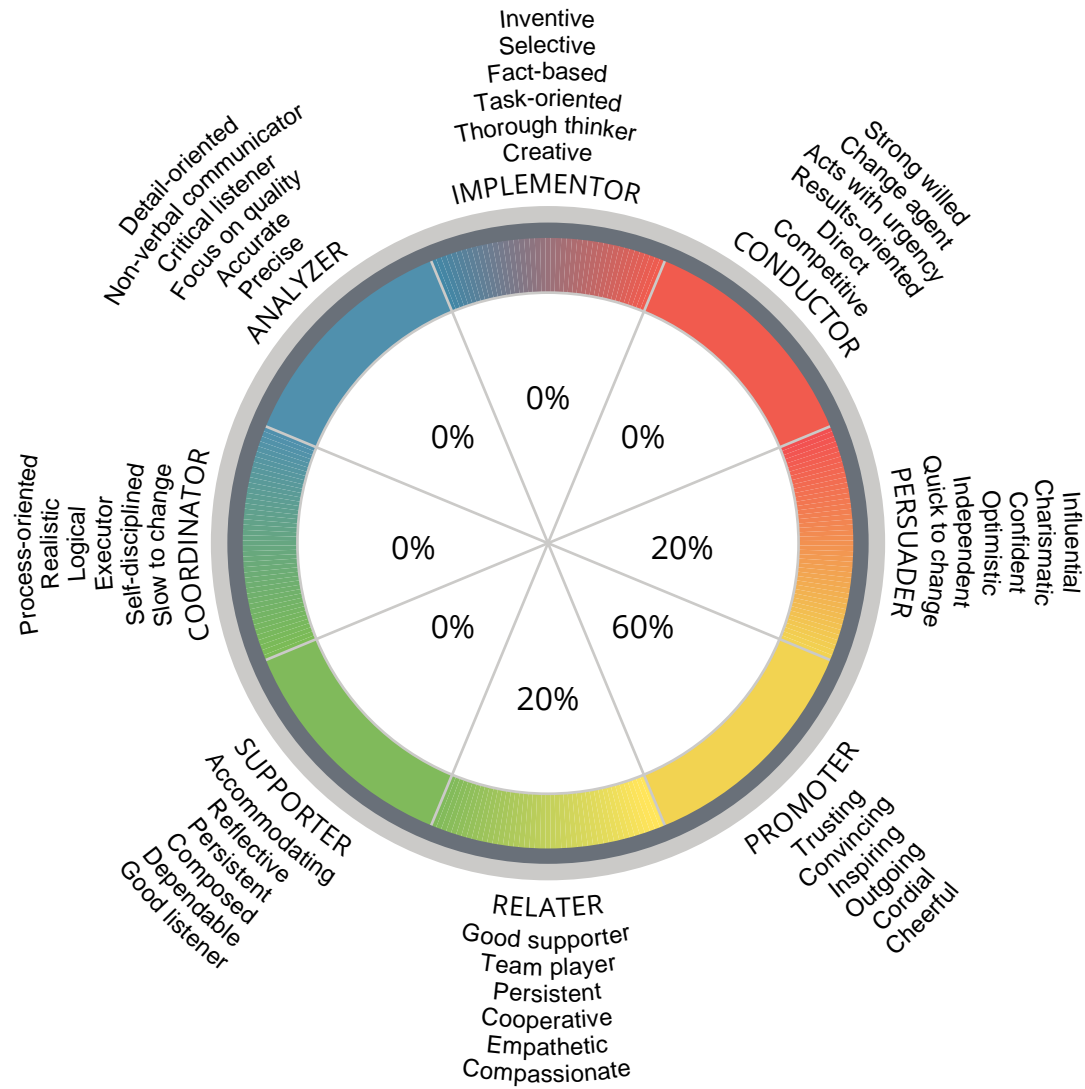 Inventive
Selective
Fact-based
Task-oriented
Thorough thinker
Creative
IMPLEMENTOR
Strong willed
Change agent
Acts with urgency
Results-oriented
Direct
Competitive
CONDUCTOR
Influential
Charismatic
Confident
Optimistic
Independent
Quick to change
PERSUADER
PROMOTER
Trusting
Convincing
Inspiring
Outgoing
Cordial
Cheerful
RELATER
Good supporter
Team player
Persistent
Cooperative
Empathetic
Compassionate
SUPPORTER
Accommodating
Reflective
Persistent
Composed
Dependable
Good listener
Process-oriented
Realistic
Logical
Executor
Self-disciplined
Slow to change
COORDINATOR
Detail-oriented
Non-verbal communicator
Critical listener
Focus on quality
Accurate
Precise
ANALYZER
0%
0%
20%
60%
20%
0%
0%
0%